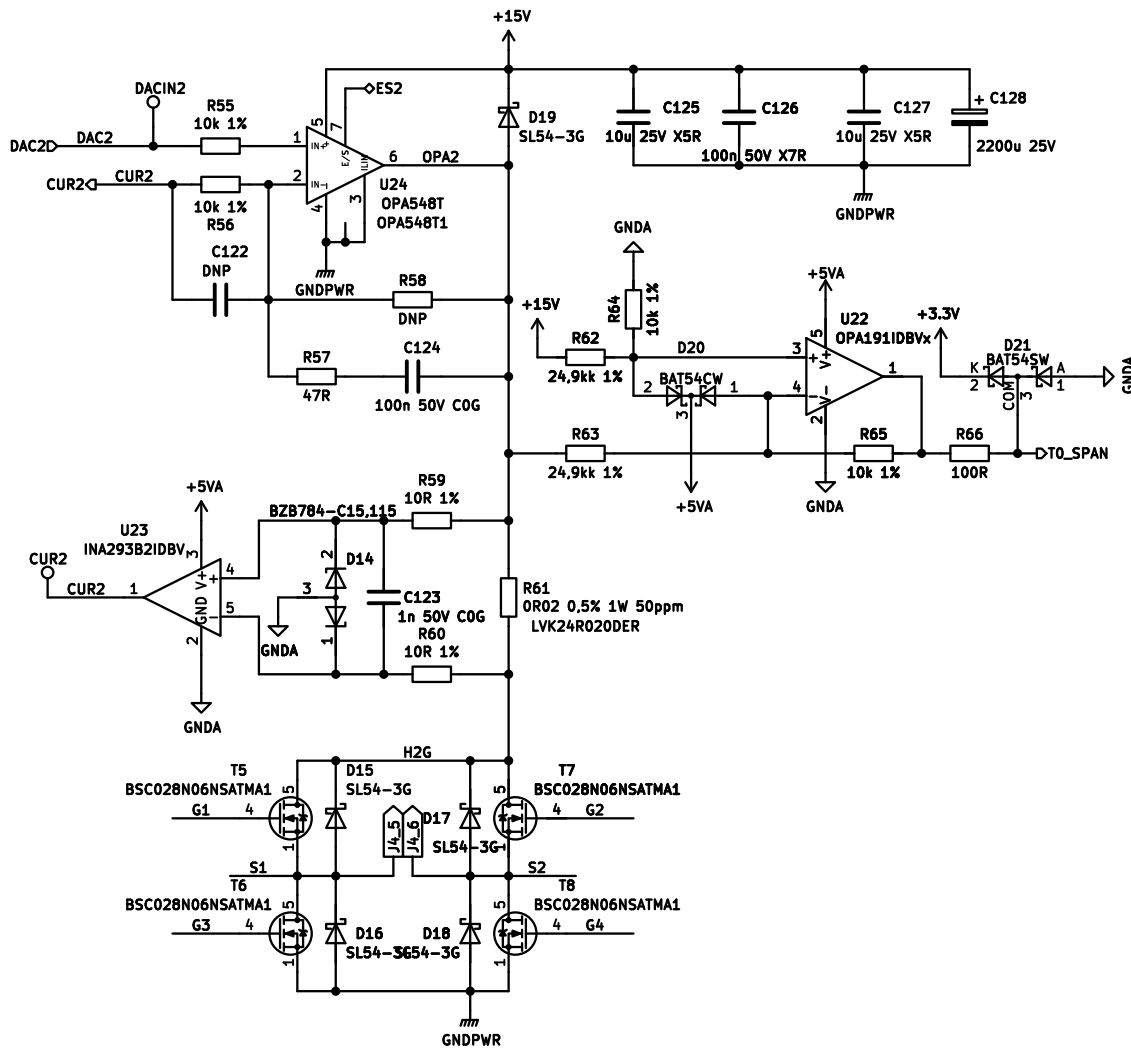 +15V
DACIN2
R55
10k 1%
5
7
ES2
D19
SL54-3G
C125
10u 25V X5R
C126
100n 50V X7R
C127
10u 25V X5R
+ C128
2200u 25V
DAC2
DAC2
1
IN+
+
E/S
ILIM
6
OPA2
CUR2
CUR2
2
IN-
10k 1%
R56
4
3
U24
OPA548T
OPA548T1
GNDPWR
GNDPWR
C122
DNP
R58
DNP
R57
47R
C124
100n 50V C0G
GNDA
+15V
R64
10k 1%
R62
24,9kk 1%
D20
BAT54CW
2
1
3
+5VA
+5VA
U22
OPA191IDBVx
5
3
+
V+
4
-
V-
2
1
GNDA
+3.3V
D21
BAT54SW
K
A
2
COM
3
1
GNDA
R63
24,9kk 1%
R65
10k 1%
R66
100R
TO_SPAN
R59
10R 1%
+5VA
BZB784-C15,115
U23
INA293B2IDBV
CUR2
CUR2
1
3
V+
+
4
GND
-
5
2
GNDA
2
D14
3
1
GNDA
C123
1n 50V C0G
R60
10R 1%
R61
0R02 0,5% 1W 50ppm
LVK24R020DER
H2G
T5
BSC028N06NSATMA1
G1
4
5
1
D15
SL54-3G
J4_5
J4_6
D17
SL54-3G
T7
BSC028N06NSATMA1
5
4
G2
1
S1
S2
T6
BSC028N06NSATMA1
G3
4
5
1
D16
SL54-3G
D18
SL54-3G
T8
BSC028N06NSATMA1
5
4
G4
1
GNDPWR